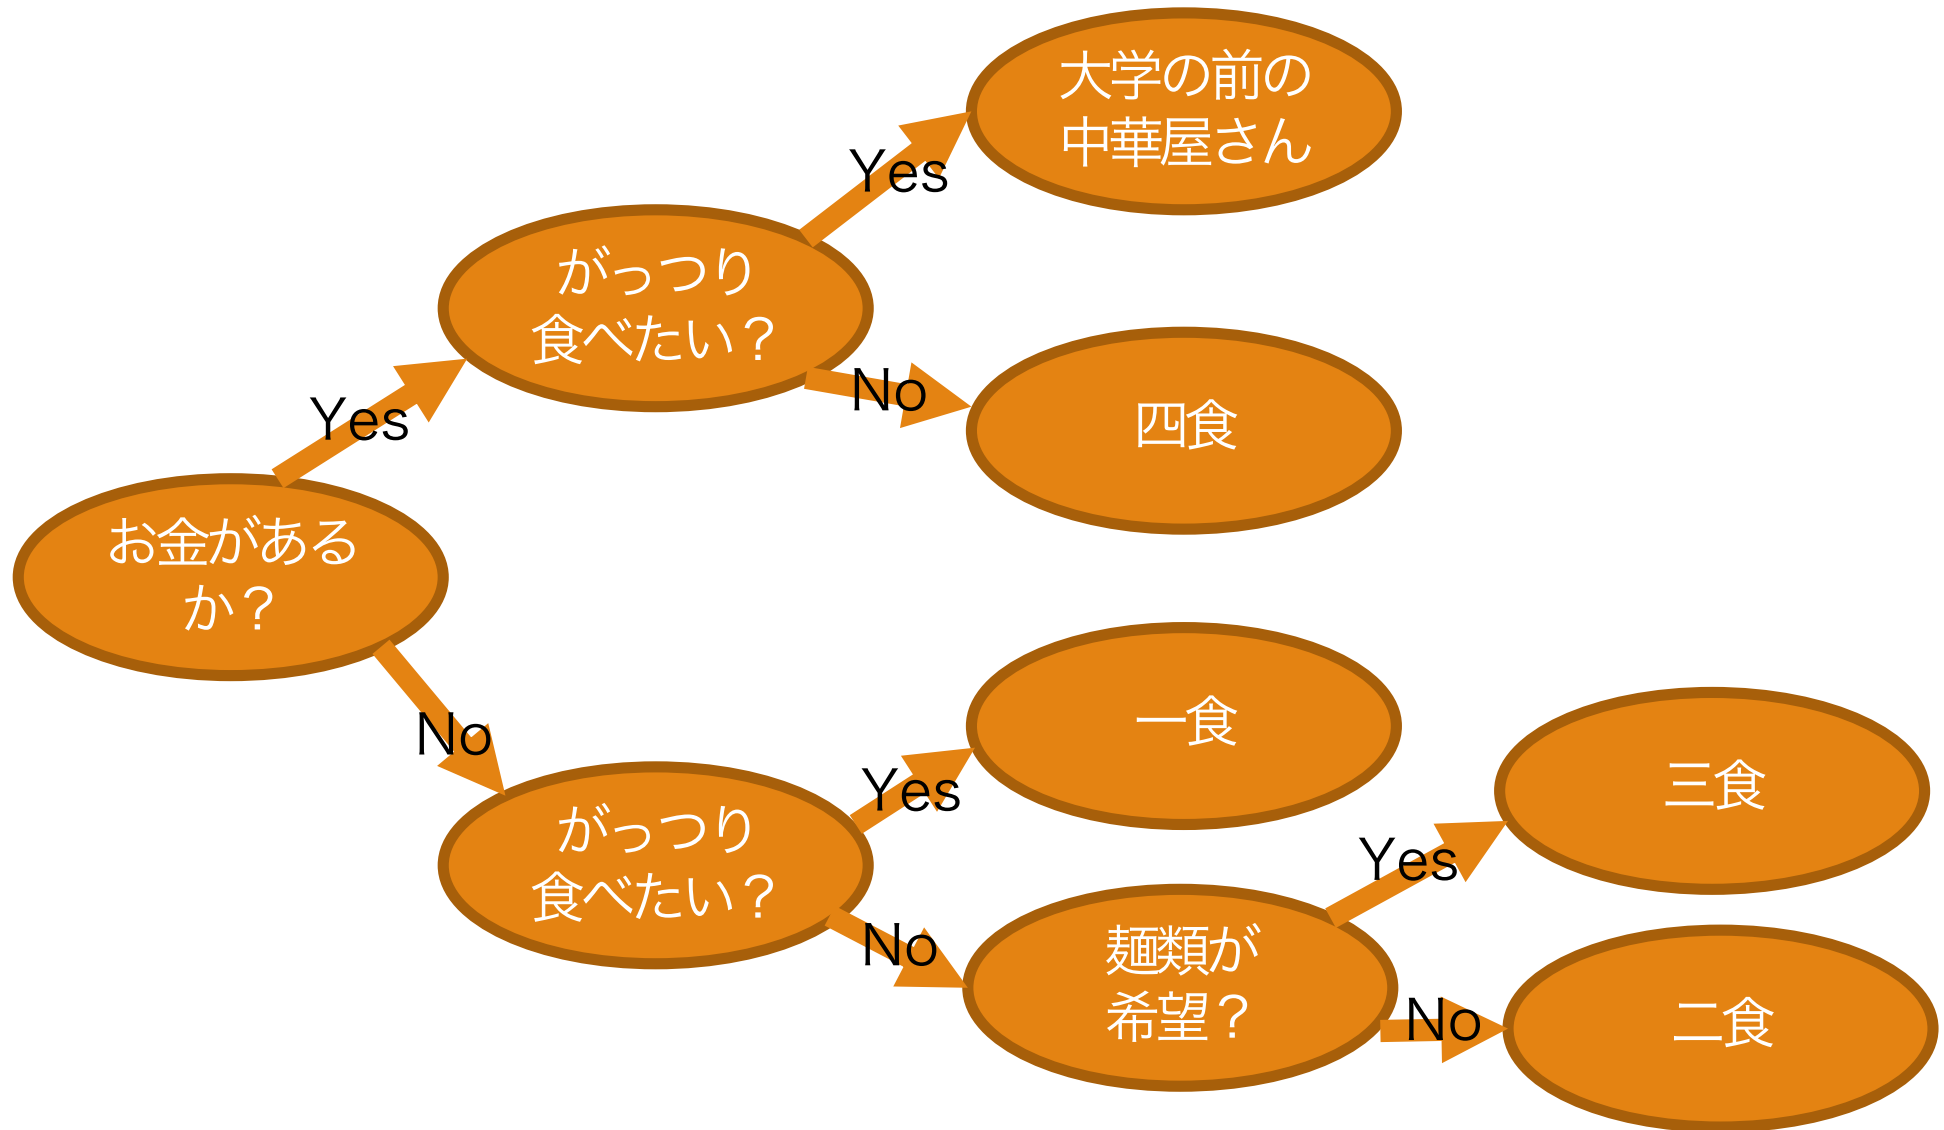 大学の前の
中華屋さん
Yes
がっつり
食べたい？
No
四食
Yes
お金がある
か？
No
一食
Yes
がっつり
食べたい？
No
三食
Yes
麺類が
希望？
No
二食